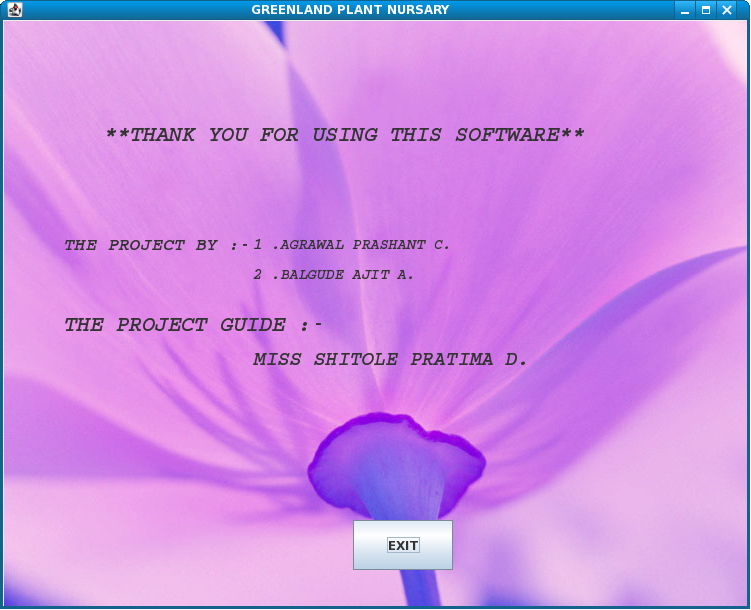 GREENLAND PLANT NURSARY
**THANK YOU FOR USING THIS SOFTWARE**
THE PROJECT BY :- 1 .AGRAWAL PRASHANT C.
2 .BALGUDE AJIT A.
THE PROJECT GUIDE :-
MISS SHITOLE PRATIMA D.
EXIT